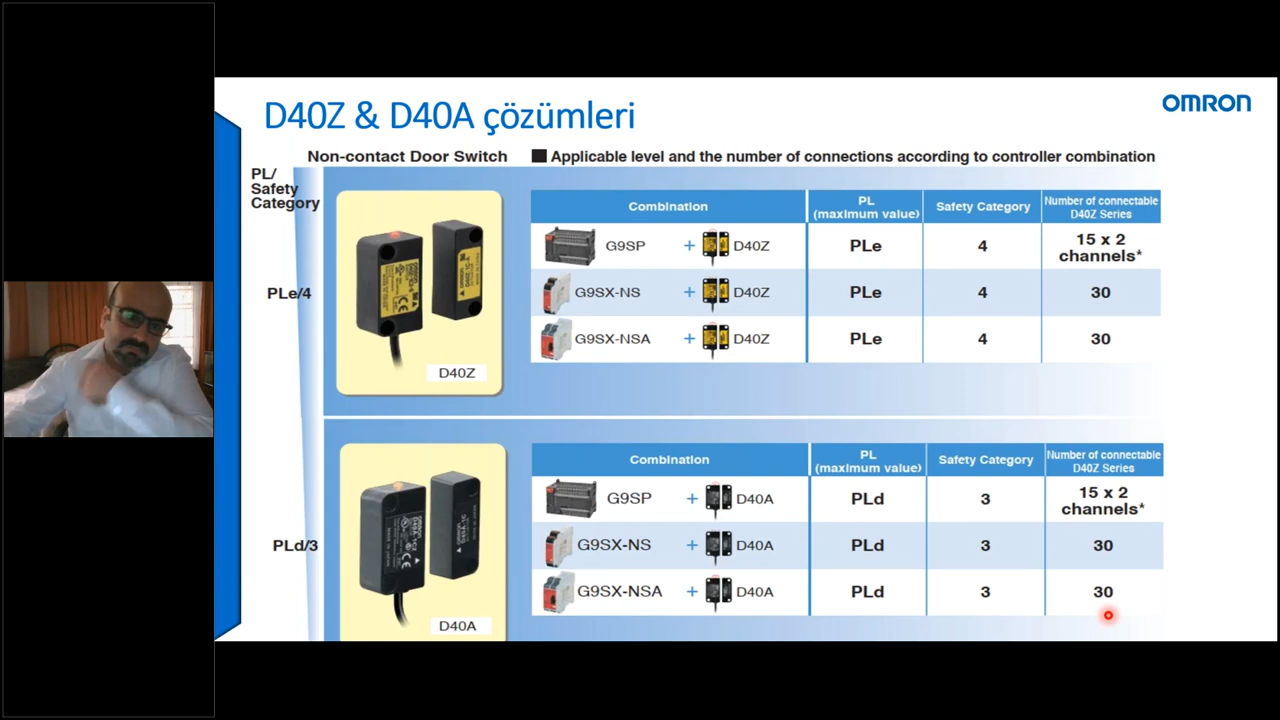 D40Z & D40A çözümleri
OMRON
Non-contact Door Switch
■ Applicable level and the number of connections according to controller combination
PL/
Safety
Category
Combination
PL
(maximum value)
Safety Category
Number of connectable
D40Z Series
G9SP + D40Z
PLe
4
15 x 2
channels*
PLe/4
G9SX-NS + D40Z
PLe
4
30
G9SX-NSA + D40Z
PLe
4
30
D40Z
Combination
PL
(maximum value)
Safety Category
Number of connectable
D40Z Series
G9SP + D40A
PLd
3
15 x 2
channels*
PLd/3
G9SX-NS + D40A
PLd
3
30
G9SX-NSA + D40A
PLd
3
30
D40A